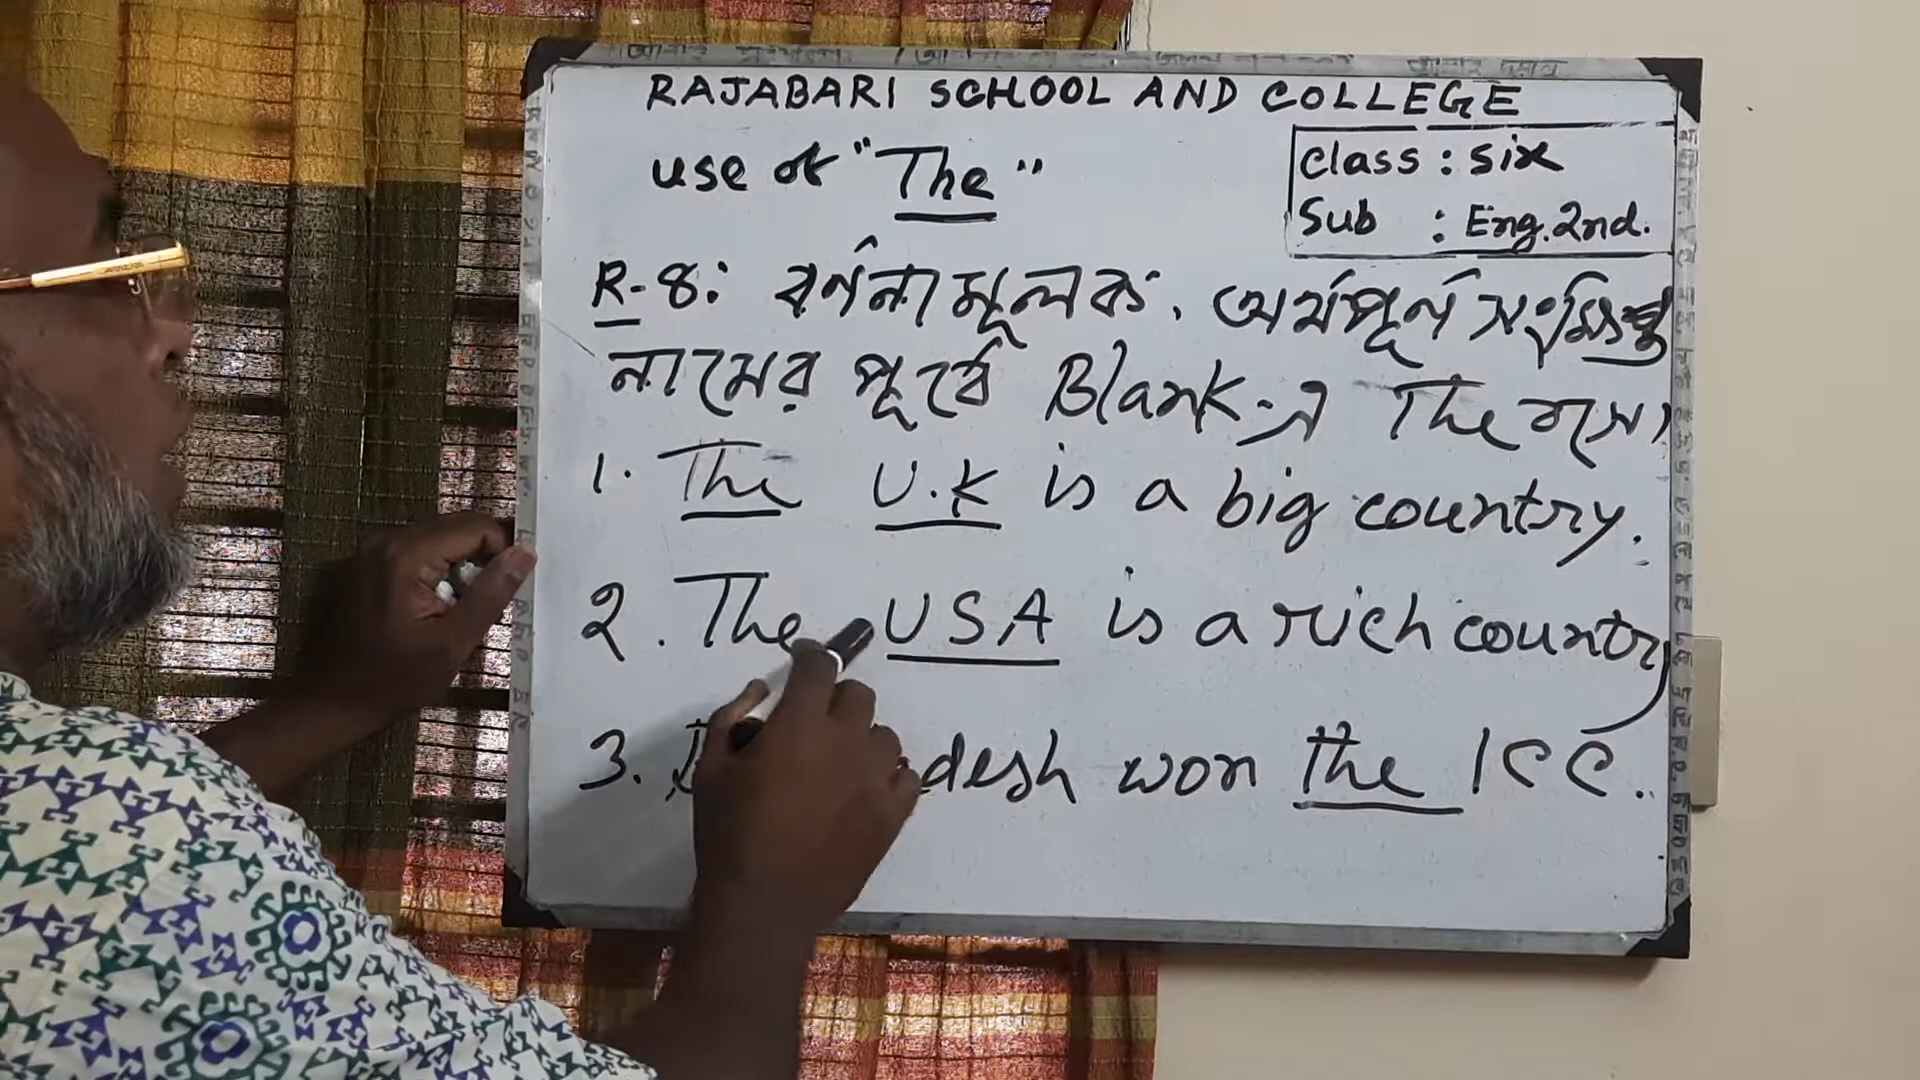 RAJABARI SCHOOL AND COLLEGE
use of "The"
Class : Six
Sub : Eng. 2nd.
R-8: বর্ণনামূলক, অর্থপূর্ণ সংক্ষিপ্ত
নামের পূর্বে Blank-এ The বসে।
1. The U.K is a big country.
2. The USA is a rich country
3. desh won the ICC.